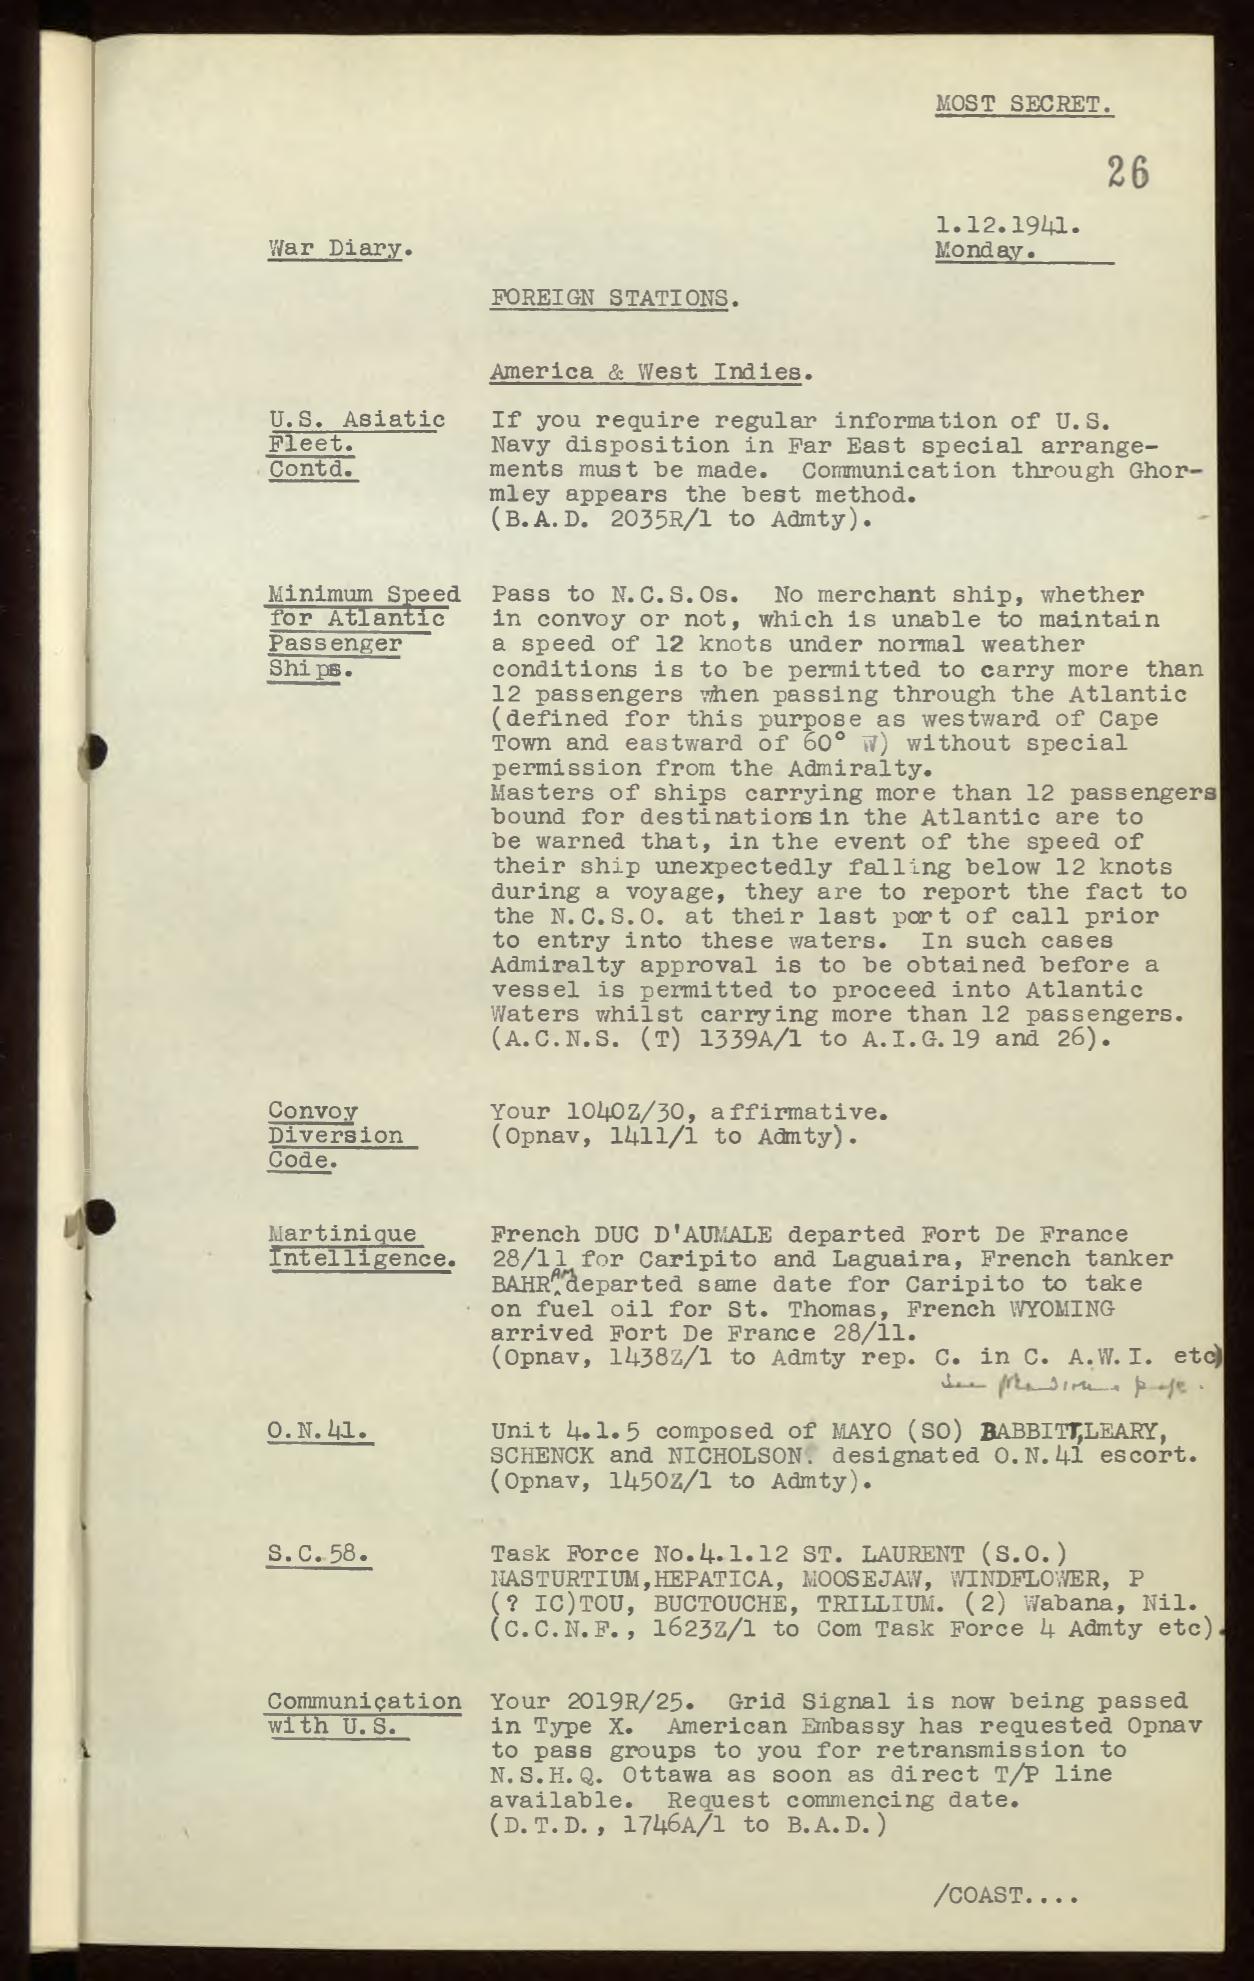 MOST SECRET.
26
1.12.1941.
War Diary.
Monday.
FOREIGN STATIONS.
America & West Indies.
U.S. Asiatic
Fleet.
Contd.
If you require regular information of U.S.
Navy disposition in Far East special arrange-
ments must be made. Communication through Ghor-
mley appears the best method.
(B.A.D. 2035R/1 to Admty).
Minimum Speed
for Atlantic
Passenger
Ships.
Pass to N.C.S.Os. No merchant ship, whether
in convoy or not, which is unable to maintain
a speed of 12 knots under normal weather
conditions is to be permitted to carry more than
12 passengers when passing through the Atlantic
(defined for this purpose as westward of Cape
Town and eastward of 60° W) without special
permission from the Admiralty.
Masters of ships carrying more than 12 passengers
bound for destinations in the Atlantic are to
be warned that, in the event of the speed of
their ship unexpectedly falling below 12 knots
during a voyage, they are to report the fact to
the N.C.S.O. at their last port of call prior
to entry into these waters. In such cases
Admiralty approval is to be obtained before a
vessel is permitted to proceed into Atlantic
Waters whilst carrying more than 12 passengers.
(A.C.N.S. (T) 1339A/1 to A.I.G.19 and 26).
Convoy
Diversion
Code.
Your 1040Z/30, affirmative.
(Opnav, 1411/1 to Admty).
Martinique
Intelligence.
French DUC D'AUMALE departed Fort De France
28/11 for Caripito and Laguaira, French tanker
BAHRAM departed same date for Caripito to take
on fuel oil for St. Thomas, French WYOMING
arrived Fort De France 28/11.
(Opnav, 1438Z/1 to Admty rep. C. in C. A.W.I. etc)
See previous page.
O.N.41.
Unit 4.1.5 composed of MAYO (SO) BABBITT, LEARY,
SCHENCK and NICHOLSON. designated O.N.41 escort.
(Opnav, 1450Z/1 to Admty).
S.C.58.
Task Force No.4.1.12 ST. LAURENT (S.O.)
NASTURTIUM, HEPATICA, MOOSEJAW, WINDFLOWER, P
(? IC)TOU, BUCTOUCHE, TRILLIUM. (2) Wabana, Nil.
(C.C.N.F., 1623Z/1 to Com Task Force 4 Admty etc).
Communication
with U.S.
Your 2019R/25. Grid Signal is now being passed
in Type X. American Embassy has requested Opnav
to pass groups to you for retransmission to
N.S.H.Q. Ottawa as soon as direct T/P line
available. Request commencing date.
(D.T.D., 1746A/1 to B.A.D.)
/COAST....